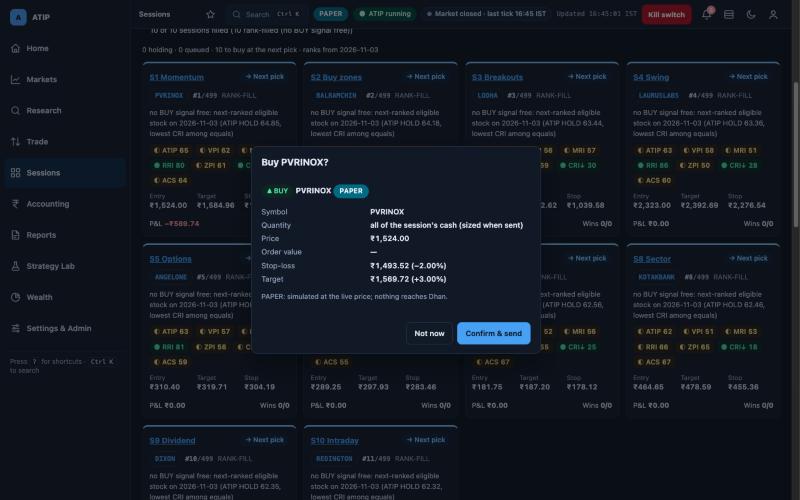 A ATIP
Home
Markets
Research
Trade
Sessions
₹ Accounting
Reports
Strategy Lab
Wealth
Settings & Admin
Press ? for shortcuts · Ctrl K
to search
Sessions
Search Ctrl K
PAPER
ATIP running
Market closed · last tick 16:45 IST
Updated 16:45:01 IST
Kill switch
10 of 10 sessions filled (10 rank-fill (no BUY signal free))
0 holding · 0 queued · 10 to buy at the next pick · ranks from 2026-11-03
S1 Momentum → Next pick
PVRINOX #1/499 RANK-FILL
no BUY signal free: next-ranked eligible
stock on 2026-11-03 (ATIP HOLD 64.85,
lowest CRI among equals)
ATIP 65 VPI 62
RRI 80 ZPI 61
ACS 64
Entry Target
₹1,524.00 ₹1,584.96
P&L −₹589.74
S2 Buy zones → Next pick
BALRAMCHIN #2/499 RANK-FILL
no BUY signal free: next-ranked eligible
stock on 2026-11-03 (ATIP HOLD 64.18,
S3 Breakouts → Next pick
LODHA #3/499 RANK-FILL
no BUY signal free: next-ranked eligible
stock on 2026-11-03 (ATIP HOLD 63.44,
MRI 56
CRI↓ 30
Stop
Wins 0/0
S4 Swing → Next pick
LAURUSLABS #4/499 RANK-FILL
no BUY signal free: next-ranked eligible
stock on 2026-11-03 (ATIP HOLD 63.36,
lowest CRI among equals)
ATIP 63 VPI 58 MRI 51
RRI 86 ZPI 50 CRI↓ 28
ACS 60
Entry Target Stop
₹2,323.00 ₹2,392.69 ₹2,276.54
P&L ₹0.00 Wins 0/0
Buy PVRINOX?
▲ BUY PVRINOX PAPER
Symbol PVRINOX
Quantity all of the session's cash (sized when sent)
Price ₹1,524.00
Order value —
Stop-loss ₹1,493.52 (−2.00%)
Target ₹1,569.72 (+3.00%)
PAPER: simulated at the live price; nothing reaches Dhan.
Not now Confirm & send
S5 Options
ANGELONE #5/499 RANK-FILL
no BUY signal free: next-ranked eligible
stock on 2026-11-03 (ATIP HOLD
lowest CRI among equals)
ATIP 63 VPI 57
RRI 81 ZPI 56
ACS 59
Entry Target Stop
₹310.40 ₹319.71 ₹304.19
P&L ₹0.00 Wins 0/0
ACS 55
Entry Target Stop
₹289.25 ₹297.93 ₹283.46
P&L ₹0.00 Wins 0/0
→ Next pick
RANK-FILL
MRI 56
CRI↓ 25
ACS 67
Entry Target Stop
₹181.75 ₹187.20 ₹178.12
P&L ₹0.00 Wins 0/0
S8 Sector → Next pick
KOTAKBANK #8/499 RANK-FILL
no BUY signal free: next-ranked eligible
stock on 2026-11-03 (ATIP HOLD 62.46,
lowest CRI among equals)
ATIP 62 VPI 51 MRI 53
RRI 66 ZPI 65 CRI↓ 18
ACS 67
Entry Target Stop
₹464.65 ₹478.59 ₹455.36
P&L ₹0.00 Wins 0/0
S9 Dividend → Next pick
DIXON #10/499 RANK-FILL
no BUY signal free: next-ranked eligible
stock on 2026-11-03 (ATIP HOLD 62.35,
lowest CRI among equals)
S10 Intraday → Next pick
REDINGTON #11/499 RANK-FILL
no BUY signal free: next-ranked eligible
stock on 2026-11-03 (ATIP HOLD 62.32,
lowest CRI among equals)